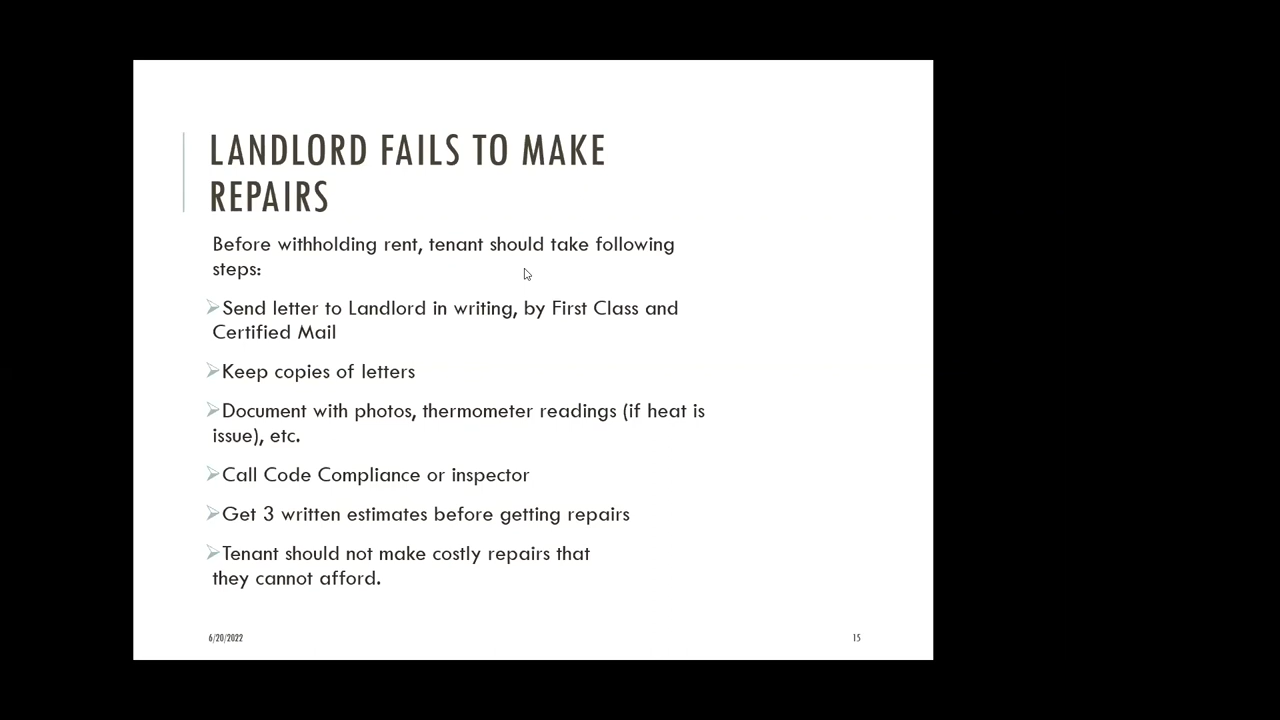 LANDLORD FAILS TO MAKE
REPAIRS
Before withholding rent, tenant should take following
steps:
➢Send letter to Landlord in writing, by First Class and
Certified Mail
➢Keep copies of letters
➢Document with photos, thermometer readings (if heat is
issue), etc.
➢Call Code Compliance or inspector
➢Get 3 written estimates before getting repairs
➢Tenant should not make costly repairs that
they cannot afford.
6/20/2022
15